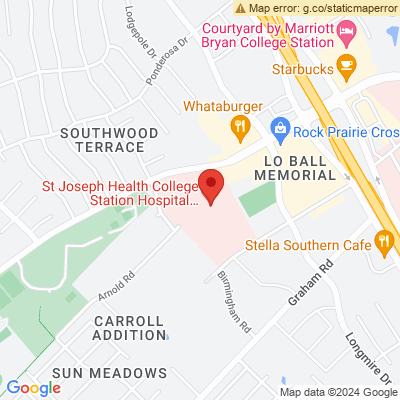 Map error: g.co/staticmaperror
Lodgepole Dr
Ponderosa Dr
Courtyard by Marriott
Bryan College Station
Starbucks
Whataburger
SOUTHWOOD
TERRACE
Rock Prairie Cros
LO BALL
MEMORIAL
St Joseph Health College
Station Hospital...
Stella Southern Cafe
Arnold Rd
Birmingham Rd
Graham Rd
CARROLL
ADDITION
Longmire Dr
SUN MEADOWS
Google
Map data ©2024 Google